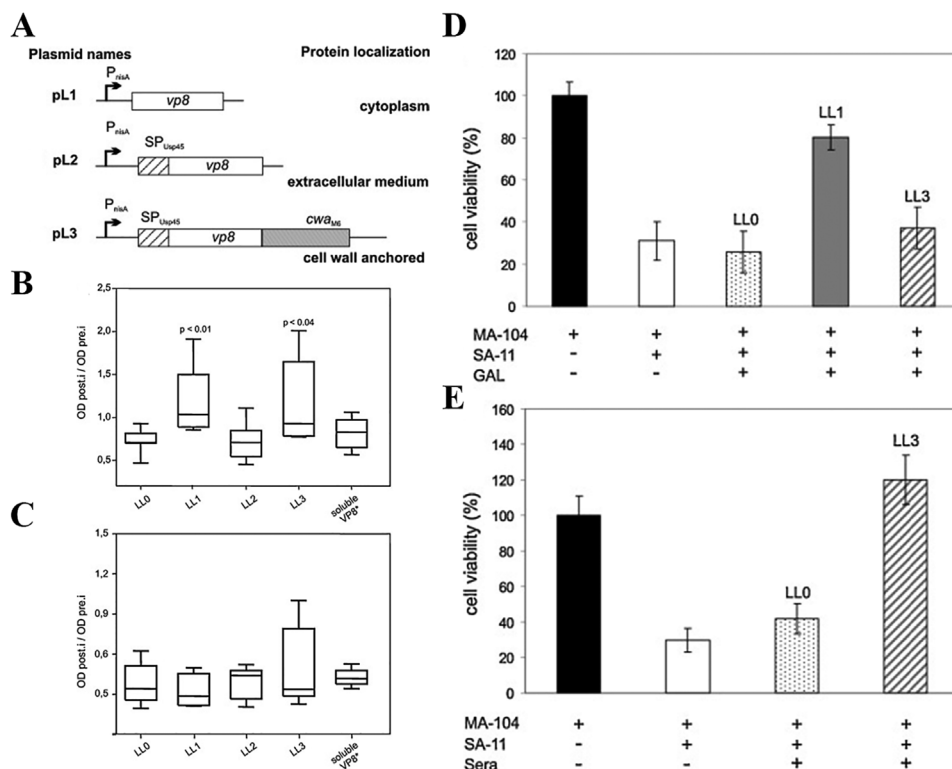 A
Plasmid names
Protein localization
PnisA
pL1
vp8
cytoplasm
PnisA
SPUsp45
pL2
vp8
extracellular medium
PnisA
SPUsp45
cwaM6
pL3
vp8
cell wall anchored
B
OD post.i / OD pre.i
2,5
2,0
1,5
1,0
0,5
p < 0.01
p < 0.04
LL0
LL1
LL2
LL3
soluble
VP8*
C
OD post.i / OD pre.i
1,5
1,4
0,9
0,6
0,5
LL0
LL1
LL2
LL3
soluble
VP8*
D
cell viability (%)
120
100
80
60
40
20
0
LL0
LL1
LL3
MA-104 + + + + +
SA-11 - + + + +
GAL - - + + +
E
cell viability (%)
160
140
120
100
80
60
40
20
0
LL0
LL3
MA-104 + + + +
SA-11 - + + +
Sera - - + +